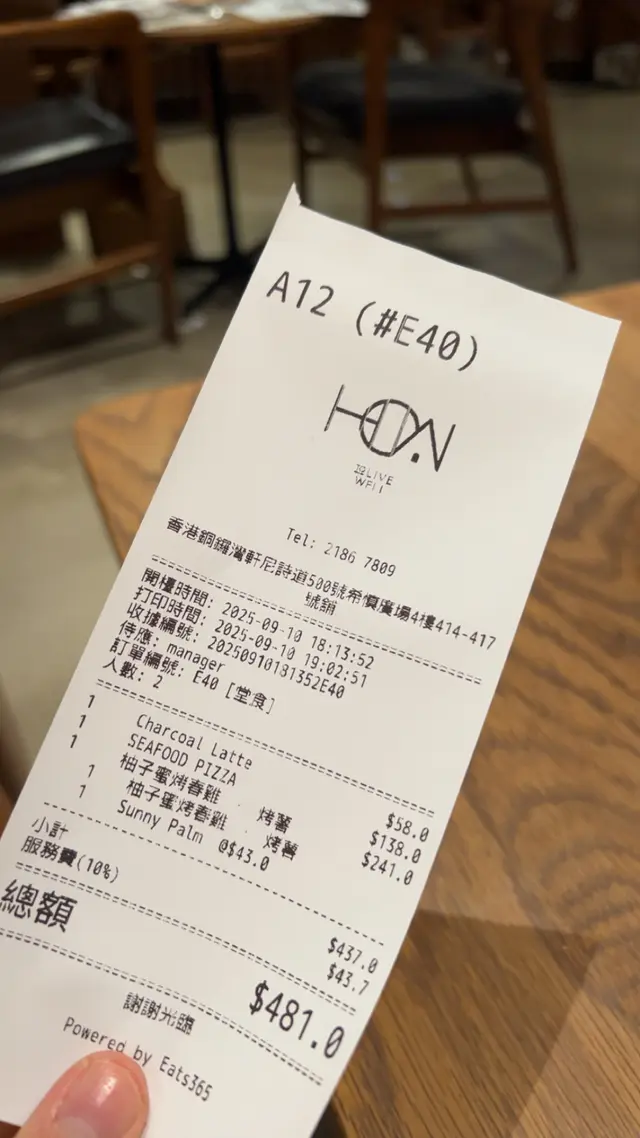 A12 (#E40)
HEXA.N
LIVE
WELL
Tel: 2186 7809
香港銅鑼灣軒尼詩道500號希慎廣場4樓414-417
號鋪
開檯時間: 2025-09-10 18:13:52
打印時間: 2025-09-10 19:02:51
收據編號: 20250910181352E40
侍應: manager
訂單編號: E40 [堂食]
人數: 2
1 Charcoal Latte $58.0
1 SEAFOOD PIZZA $138.0
1 柚子蜜烤春雞 . 烤薯 $241.0
1 柚子蜜烤春雞 . 烤薯
1 Sunny Palm @$43.0
小計 $437.0
服務費(10%) $43.7
總額 $481.0
謝謝光臨
Powered by Eats365